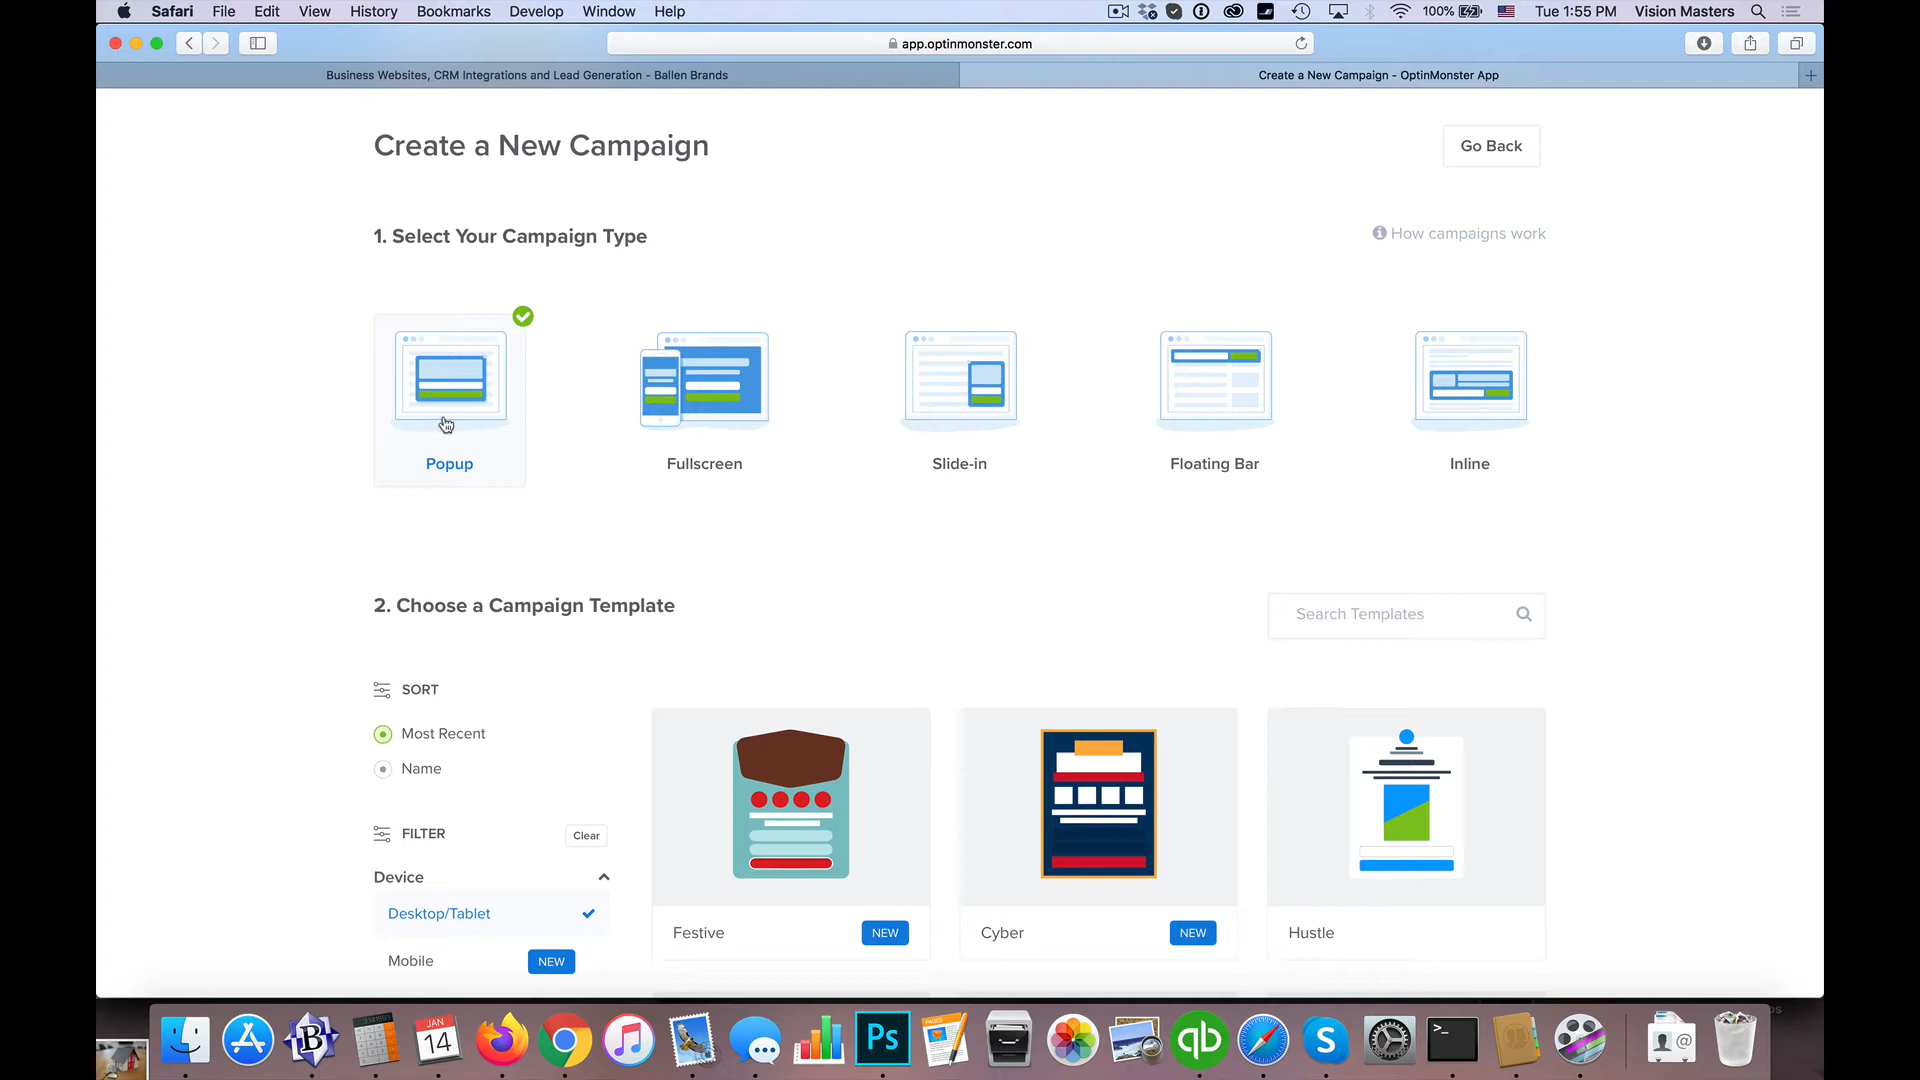 Safari File Edit View History Bookmarks Develop Window Help 100% Tue 1:55 PM Vision Masters
app.optinmonster.com
Business Websites, CRM Integrations and Lead Generation - Ballen Brands
Create a New Campaign - OptinMonster App
Create a New Campaign
Go Back
1. Select Your Campaign Type
How campaigns work
Popup
Fullscreen
Slide-in
Floating Bar
Inline
2. Choose a Campaign Template
Search Templates
SORT
Most Recent
Name
FILTER
Clear
Device
Desktop/Tablet
Mobile NEW
Festive NEW
Cyber NEW
Hustle
JAN
14
PAGES
Ps